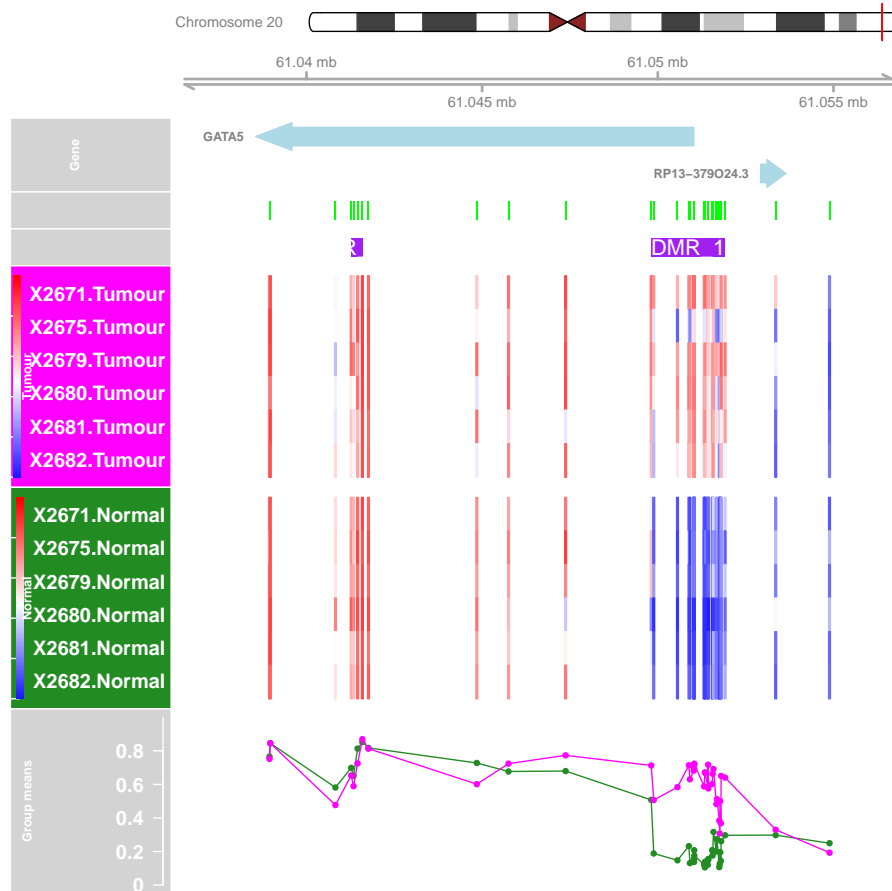 Chromosome 20
61.04 mb
61.05 mb
61.045 mb
61.055 mb
Gene
GATA5
RP13−379O24.3
R
DMR_1
Tumour
X2671.Tumour
X2675.Tumour
X2679.Tumour
X2680.Tumour
X2681.Tumour
X2682.Tumour
Normal
X2671.Normal
X2675.Normal
X2679.Normal
X2680.Normal
X2681.Normal
X2682.Normal
Group means
0.8
0.6
0.4
0.2
0